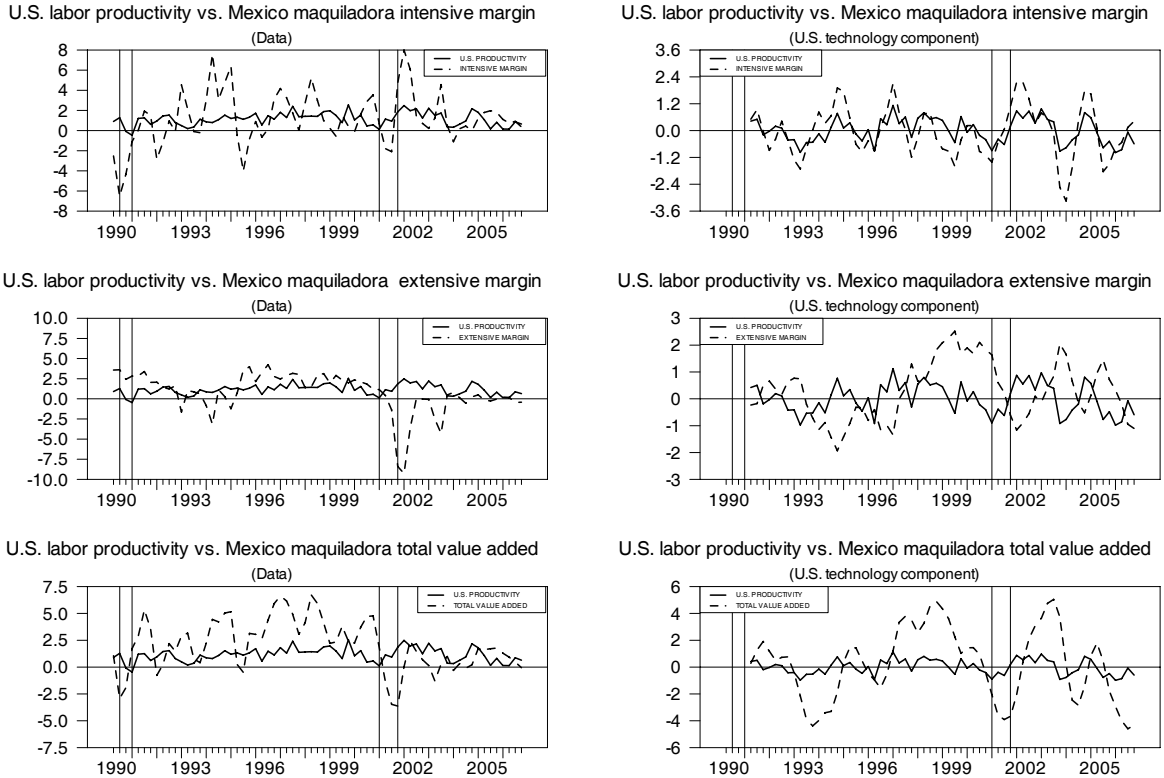 U.S. labor productivity vs. Mexico maquiladora intensive margin
(Data)
8
6
4
2
0
-2
-4
-6
-8
U.S. PRODUCTIVITY
INTENSIVE MARGIN
1990 1993 1996 1999 2002 2005
U.S. labor productivity vs. Mexico maquiladora intensive margin
(U.S. technology component)
3.6
2.4
1.2
0.0
-1.2
-2.4
-3.6
U.S. PRODUCTIVITY
INTENSIVE MARGIN
1990 1993 1996 1999 2002 2005
U.S. labor productivity vs. Mexico maquiladora extensive margin
(Data)
10.0
7.5
5.0
2.5
0.0
-2.5
-5.0
-7.5
-10.0
U.S. PRODUCTIVITY
EXTENSIVE MARGIN
1990 1993 1996 1999 2002 2005
U.S. labor productivity vs. Mexico maquiladora extensive margin
(U.S. technology component)
3
2
1
0
-1
-2
-3
U.S. PRODUCTIVITY
EXTENSIVE MARGIN
1990 1993 1996 1999 2002 2005
U.S. labor productivity vs. Mexico maquiladora total value added
(Data)
7.5
5.0
2.5
0.0
-2.5
-5.0
-7.5
U.S. PRODUCTIVITY
TOTAL VALUE ADDED
1990 1993 1996 1999 2002 2005
U.S. labor productivity vs. Mexico maquiladora total value added
(U.S. technology component)
6
4
2
0
-2
-4
-6
U.S. PRODUCTIVITY
TOTAL VALUE ADDED
1990 1993 1996 1999 2002 2005